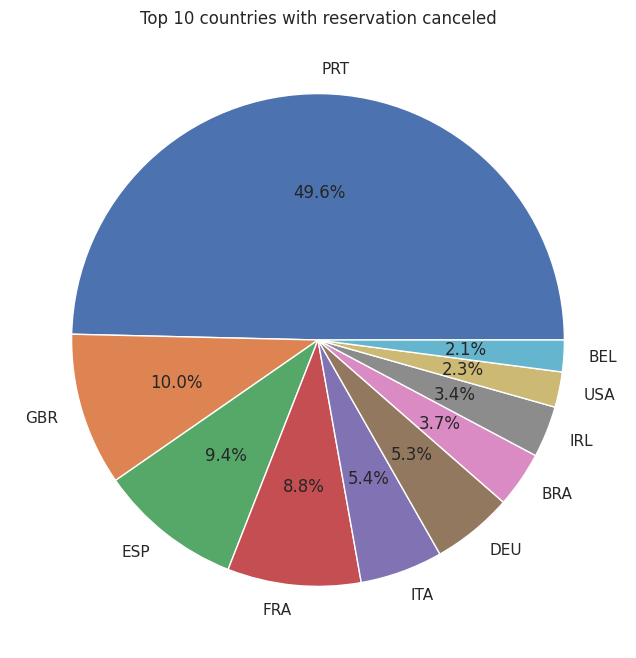 Top 10 countries with reservation canceled
PRT
49.6%
GBR
10.0%
ESP
9.4%
FRA
8.8%
ITA
5.4%
DEU
5.3%
BRA
3.7%
IRL
3.4%
USA
2.3%
BEL
2.1%